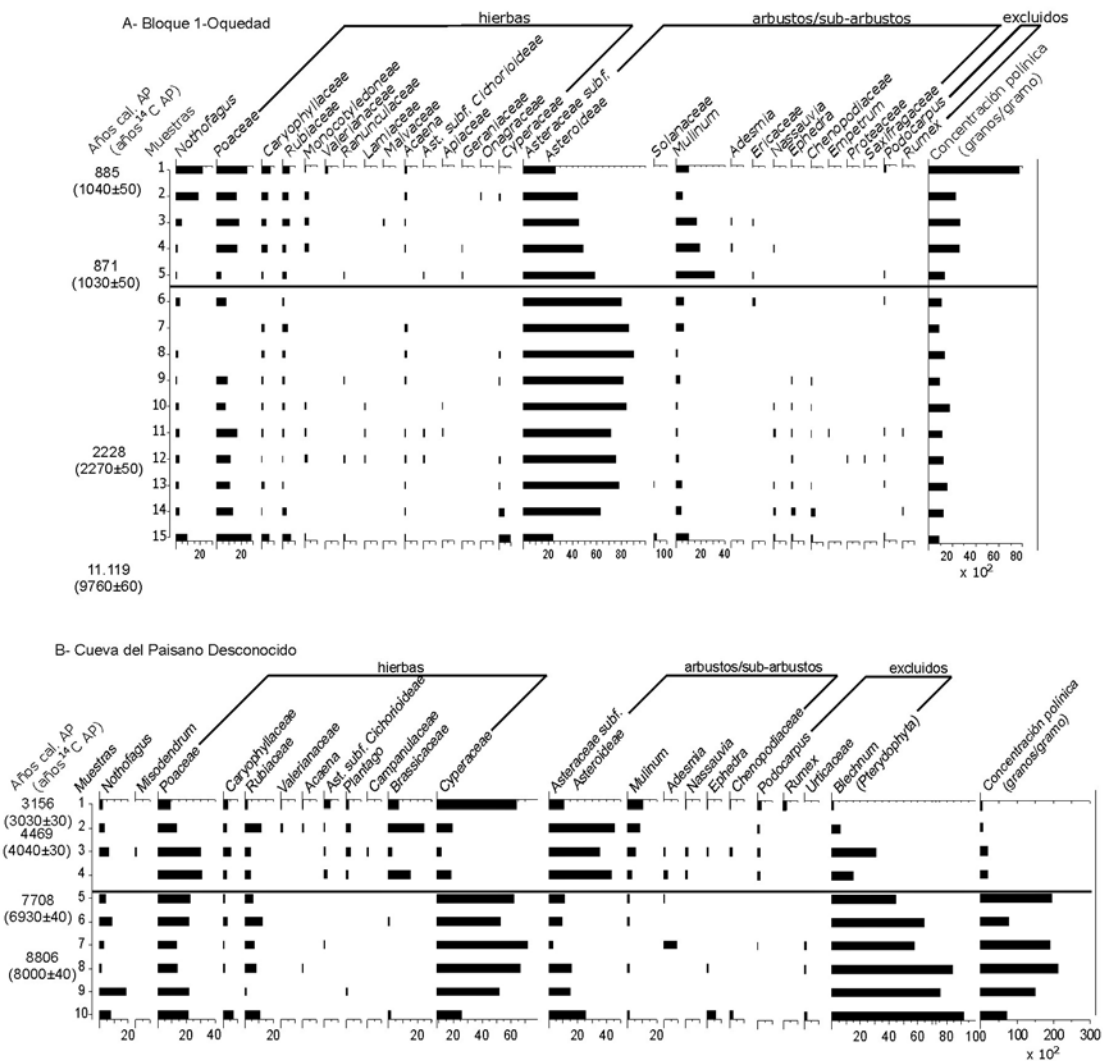 A- Bloque 1-Oquedad
hierbas
arbustos/sub-arbustos
excluidos
Años cal. AP
(años ¹⁴C AP)
Muestras
Nothofagus
Poaceae
Caryophyllaceae
Rubiaceae
Monocotyledoneae
Valerianaceae
Ranunculaceae
Lamiaceae
Malvaceae
Acaena
Ast. subf. Cichorioideae
Apiaceae
Geraniaceae
Onagraceae
Cyperaceae
Asteraceae subf.
Asteroideae
Solanaceae
Mulinum
Adesmia
Ericaceae
Nassauvia
Ephedra
Chenopodiaceae
Empetrum
Proteaceae
Saxifragaceae
Podocarpus
Rumex
Concentración polínica
(granos/gramo)
885
(1040±50)
871
(1030±50)
2228
(2270±50)
11.119
(9760±60)
1
2
3
4
5
6
7
8
9
10
11
12
13
14
15
20 20 20 40 60 80 100 20 40 20 40 60 80
x 10²
B- Cueva del Paisano Desconocido
hierbas
arbustos/sub-arbustos
excluidos
Años cal. AP
(años ¹⁴C AP)
Muestras
Nothofagus
Misodendrum
Poaceae
Caryophyllaceae
Rubiaceae
Valerianaceae
Acaena
Ast. subf. Cichorioideae
Plantago
Campanulaceae
Brassicaceae
Cyperaceae
Asteraceae subf.
Asteroideae
Mulinum
Adesmia
Nassauvia
Ephedra
Chenopodiaceae
Podocarpus
Rumex
Urticaceae
Blechnum
(Pterydophyta)
Concentración polínica
(granos/gramo)
3156
(3030±30)
4469
(4040±30)
7708
(6930±40)
8806
(8000±40)
1
2
3
4
5
6
7
8
9
10
20 20 40 20 20 40 60 20 40 20 20 40 60 80 100 100 200 300
x 10²